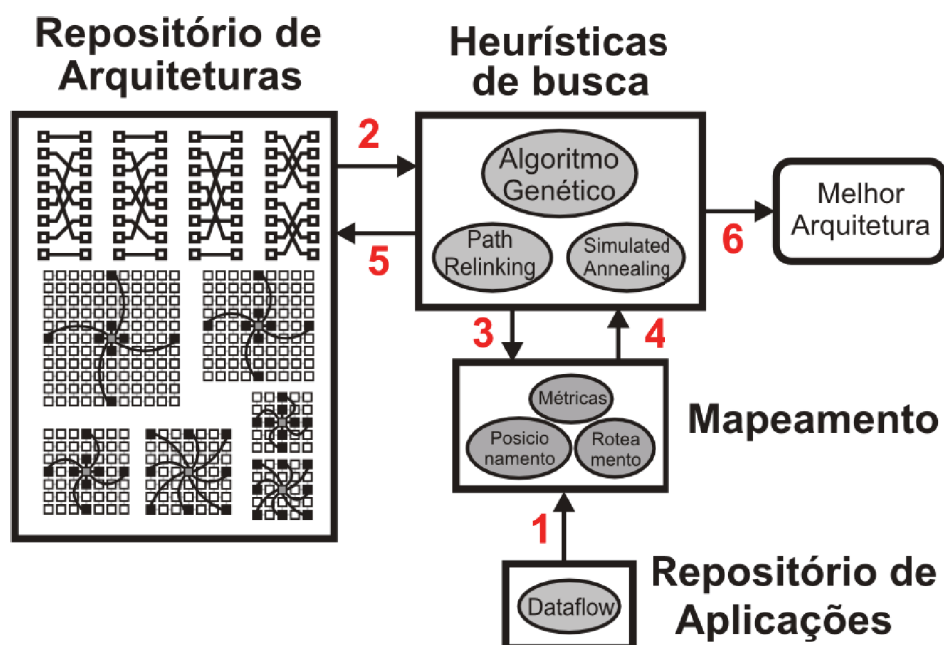 Repositório de
Arquiteturas
Heurísticas
de busca
2
5
Algoritmo
Genético
Path
Relinking
Simulated
Annealing
6
Melhor
Arquitetura
3
4
Métricas
Posicio
namento
Rotea
mento
Mapeamento
1
Dataflow
Repositório de
Aplicações